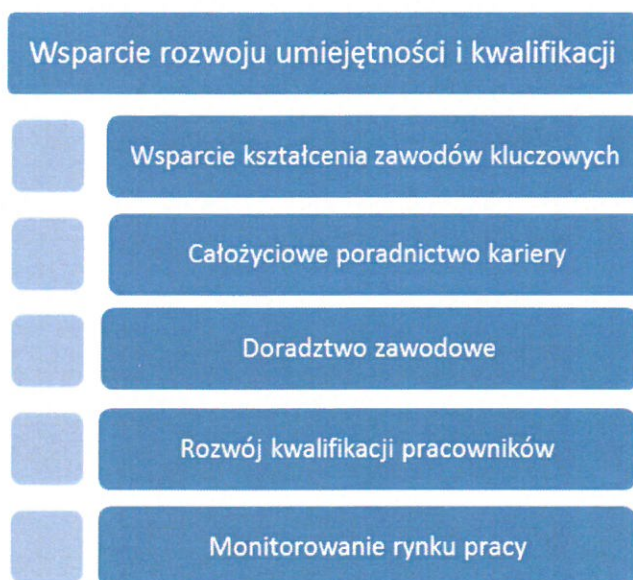 Wsparcie rozwoju umiejętności i kwalifikacji
Wsparcie kształcenia zawodów kluczowych
Całożyciowe poradnictwo kariery
Doradztwo zawodowe
Rozwój kwalifikacji pracowników
Monitorowanie rynku pracy